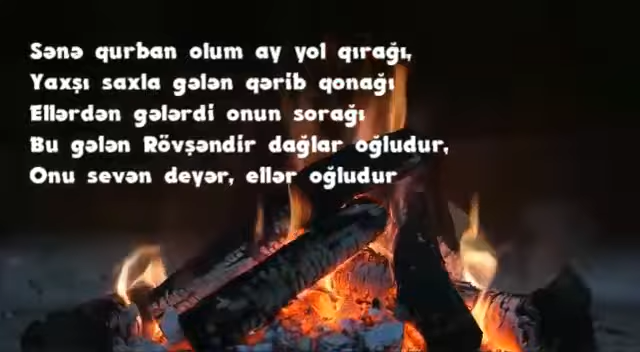 Sənə qurban olum ay yol qırağı,
Yaxşı saxla gələn qərib qonağı
Ellərdən gələrdi onun sorağı
Bu gələn Rövşəndir dağlar oğludur,
Onu sevən deyər, ellər oğludur